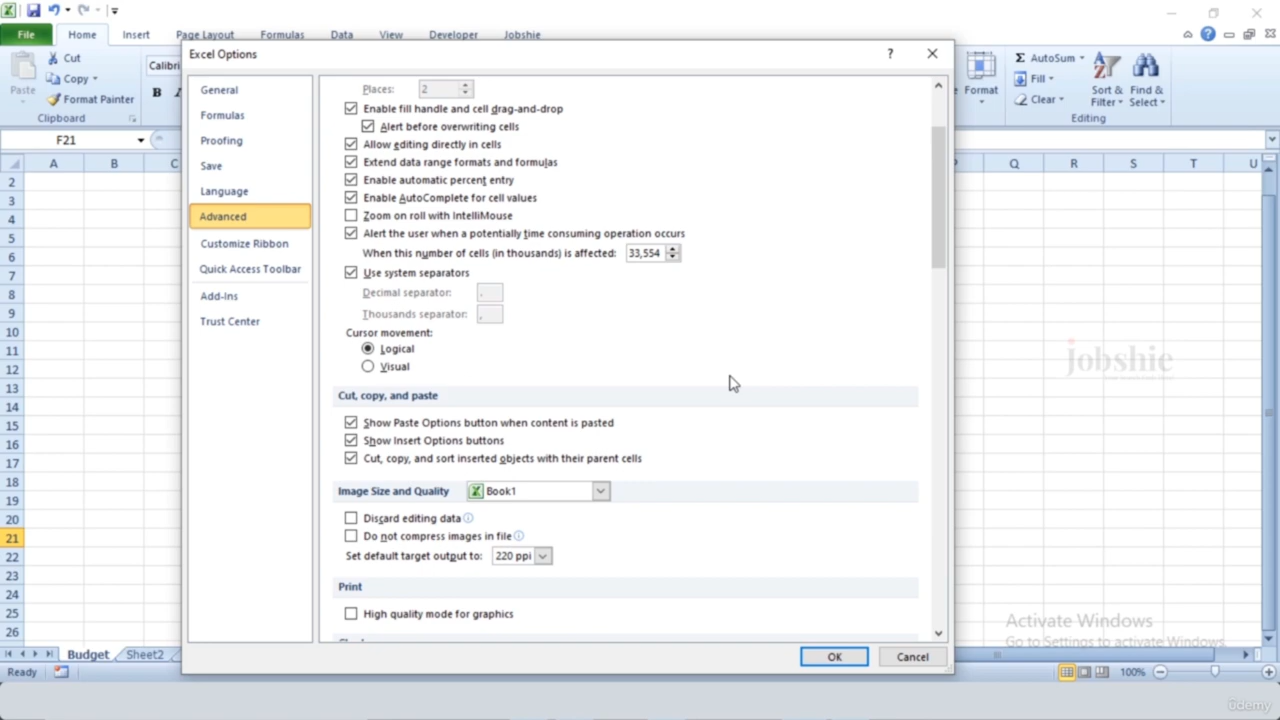 File
Home
Insert
Page Layout
Formulas
Data
View
Developer
Jobshie
Paste
Cut
Copy
Format Painter
Clipboard
Calibri
B
Format
AutoSum
Fill
Clear
Sort & Filter
Find & Select
Editing
F21
A B C Q R S T U
2
3
4
5
6
7
8
9
10
11
12
13
14
15
16
17
18
19
20
21
22
23
24
25
26
Excel Options
General
Formulas
Proofing
Save
Language
Advanced
Customize Ribbon
Quick Access Toolbar
Add-Ins
Trust Center
Places: 2
Enable fill handle and cell drag-and-drop
Alert before overwriting cells
Allow editing directly in cells
Extend data range formats and formulas
Enable automatic percent entry
Enable AutoComplete for cell values
Zoom on roll with IntelliMouse
Alert the user when a potentially time consuming operation occurs
When this number of cells (in thousands) is affected: 33,554
Use system separators
Decimal separator: .
Thousands separator: ,
Cursor movement:
Logical
Visual
Cut, copy, and paste
Show Paste Options button when content is pasted
Show Insert Options buttons
Cut, copy, and sort inserted objects with their parent cells
Image Size and Quality Book1
Discard editing data
Do not compress images in file
Set default target output to: 220 ppi
Print
High quality mode for graphics
OK Cancel
jobshie
Activate Windows
Go to Settings to activate Windows.
Budget Sheet2
Ready
100%
ûdemy